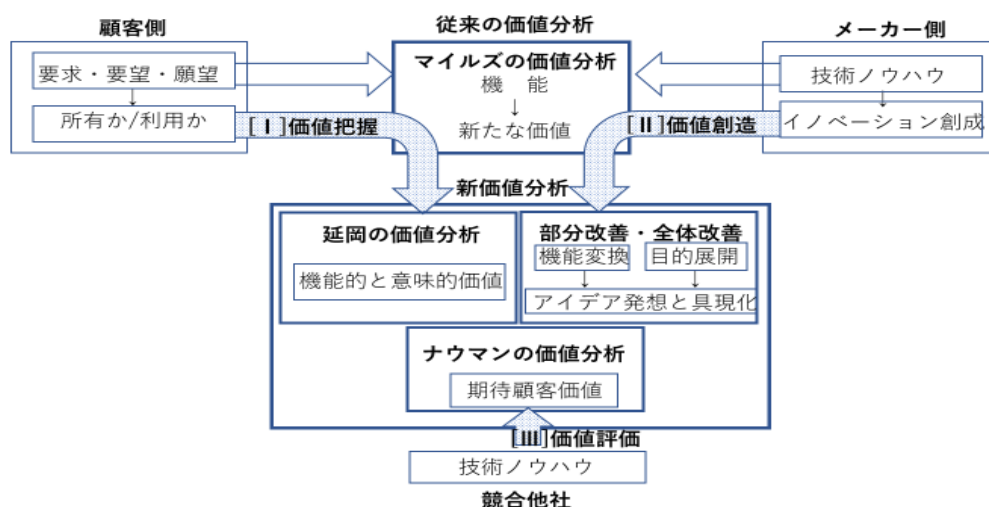 顧客側
従来の価値分析
メーカー側
要求・要望・願望
↓
所有か/利用か
マイルズの価値分析
機　能
↓
新たな価値
技術ノウハウ
↓
イノベーション創成
[Ⅰ]価値把握
[Ⅱ]価値創造
新価値分析
延岡の価値分析
機能的と意味的価値
部分改善・全体改善
機能変換
目的展開
↓
↓
アイデア発想と具現化
ナウマンの価値分析
期待顧客価値
[Ⅲ]価値評価
技術ノウハウ
競合他社